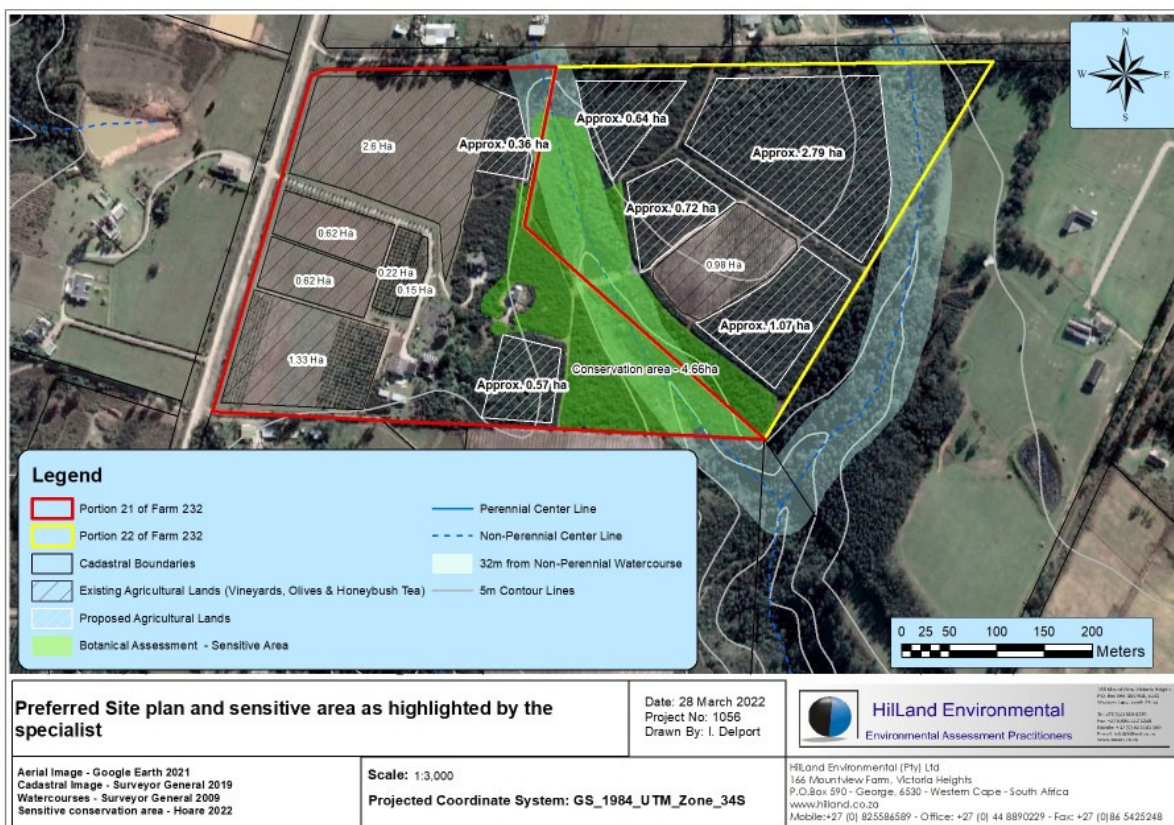 N
W
E
S
2.6 Ha
Approx. 0.36 ha
Approx. 0.64 ha
Approx. 2.79 ha
Approx. 0.72 ha
0.62 Ha
0.98 Ha
0.62 Ha
0.22 Ha
0.15 Ha
Approx. 1.07 ha
1.33 Ha
Approx. 0.57 ha
Conservation area - 4.66ha
Legend
Portion 21 of Farm 232
Portion 22 of Farm 232
Cadastral Boundaries
Existing Agricultural Lands (Vineyards, Olives & Honeybush Tea)
Proposed Agricultural Lands
Botanical Assessment - Sensitive Area
Perennial Center Line
Non-Perennial Center Line
32m from Non-Perennial Watercourse
5m Contour Lines
0 25 50 100 150 200
Meters
Preferred Site plan and sensitive area as highlighted by the
specialist
Date: 28 March 2022
Project No: 1056
Drawn By: I. Delport
HilLand Environmental
Environmental Assessment Practitioners
Aerial Image - Google Earth 2021
Cadastral Image - Surveyor General 2019
Watercourses - Surveyor General 2009
Sensitive conservation area - Hoare 2022
Scale: 1:3,000
Projected Coordinate System: GS_1984_UTM_Zone_34S
HilLand Environmental (Pty) Ltd
166 Mountview Farm, Victoria Heights
P.O.Box 590 - George, 6530 - Western Cape - South Africa
www.hilland.co.za
Mobile:+27 (0) 825586589 - Office: +27 (0) 44 8890229 - Fax: +27 (0)86 5425248